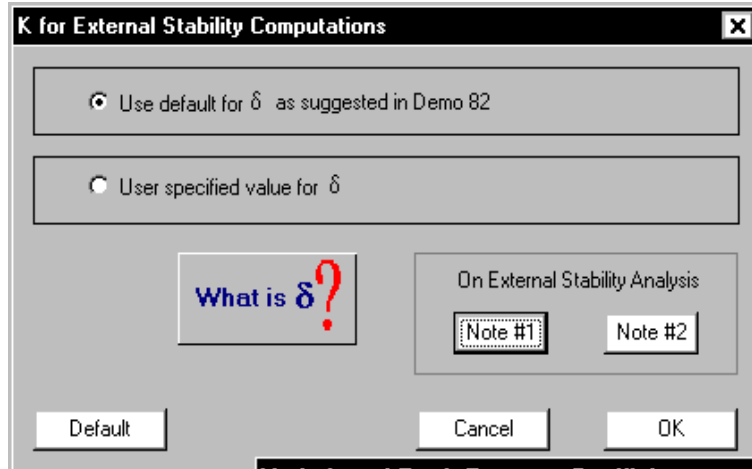 K for External Stability Computations
Use default for δ as suggested in Demo 82
User specified value for δ
What is δ?
On External Stability Analysis
Note #1 Note #2
Default Cancel OK